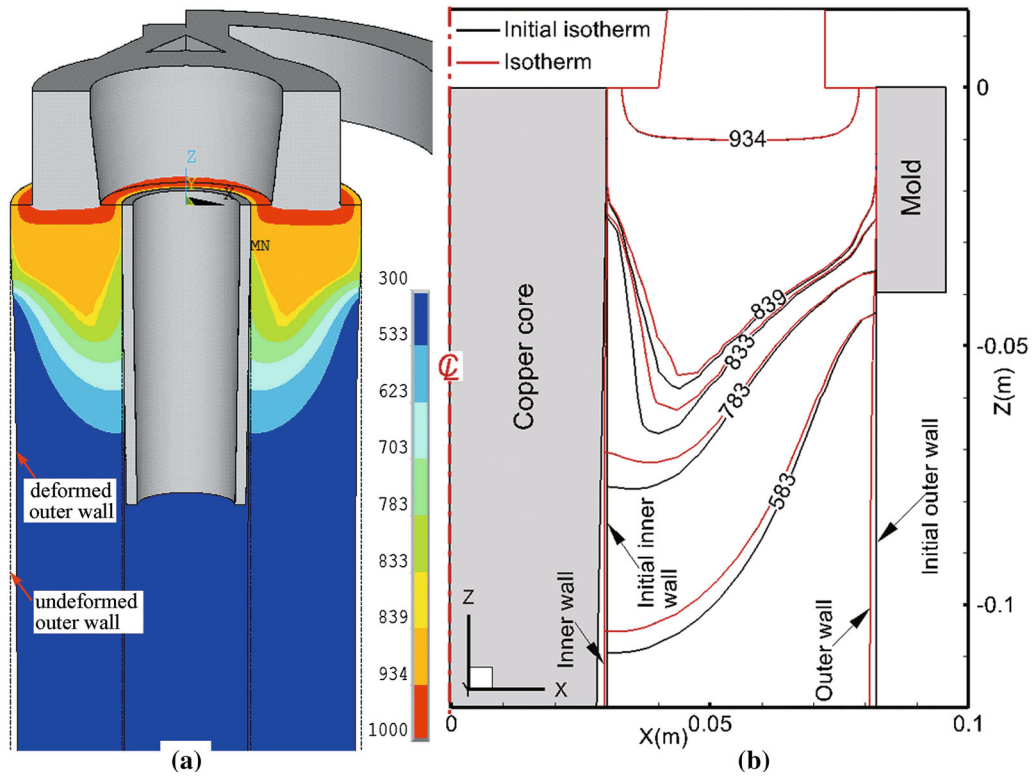 Z
Y
X
MN
300
533
623
703
783
833
839
934
1000
deformed
outer wall
undeformed
outer wall
(a)
Initial isotherm
Isotherm
934
839
833
783
583
Copper core
Mold
℄
Initial inner
wall
Inner wall
Outer wall
Initial outer wall
Z
Y
X
0
-0.05
-0.1
Z(m)
0
0.05
0.1
X(m)
(b)